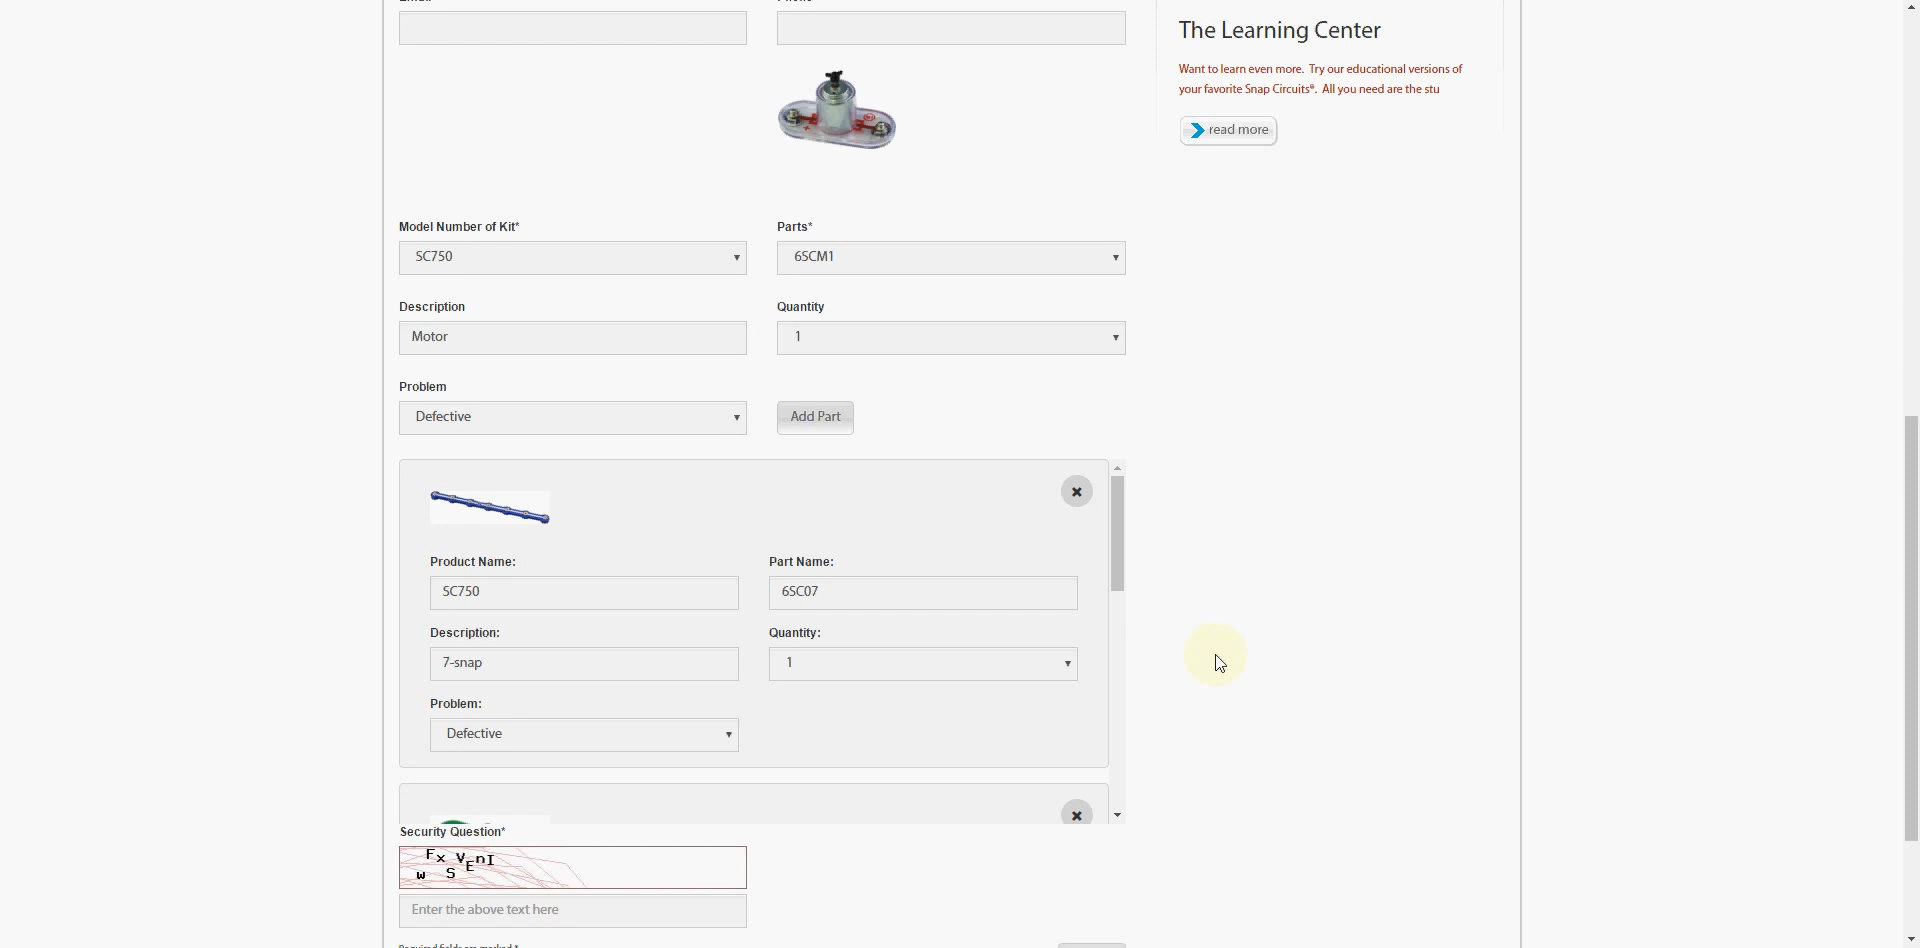 The Learning Center
Want to learn even more. Try our educational versions of
your favorite Snap Circuits®. All you need are the stu
read more
Model Number of Kit*
Parts*
SC750
6SCM1
Description
Quantity
Motor
1
Problem
Defective
Add Part
Product Name:
Part Name:
SC750
6SC07
Description:
Quantity:
7-snap
1
Problem:
Defective
Security Question*
Enter the above text here